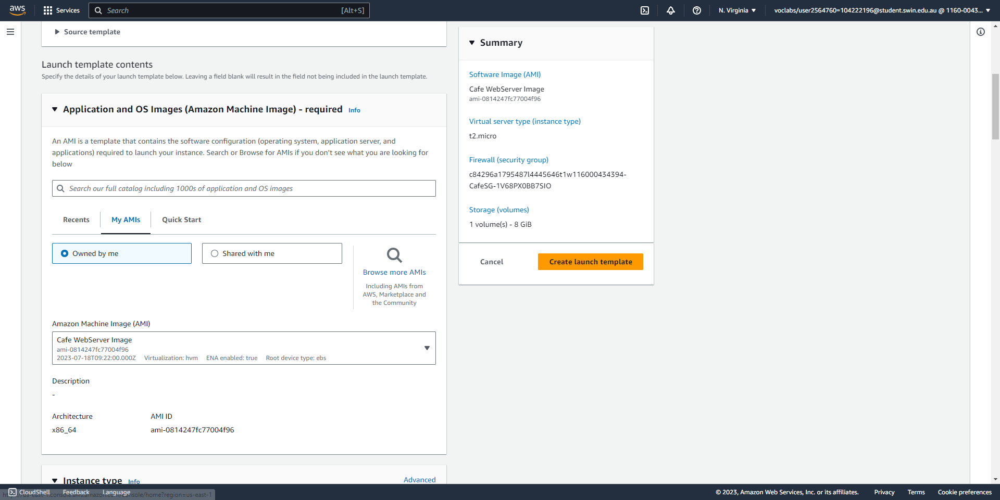 aws
Services
Search
[Alt+S]
N. Virginia
voclabs/user2564760=104222196@student.swin.edu.au @ 1160-0043...
Source template
Launch template contents
Specify the details of your launch template below. Leaving a field blank will result in the field not being included in the launch template.
Application and OS Images (Amazon Machine Image) - required Info
An AMI is a template that contains the software configuration (operating system, application server, and
applications) required to launch your instance. Search or Browse for AMIs if you don't see what you are looking for
below
Search our full catalog including 1000s of application and OS images
Recents
My AMIs
Quick Start
Owned by me
Shared with me
Browse more AMIs
Including AMIs from
AWS, Marketplace and
the Community
Amazon Machine Image (AMI)
Cafe WebServer Image
ami-0814247fc77004f96
2023-07-18T09:22:00.000Z Virtualization: hvm ENA enabled: true Root device type: ebs
Description
-
Architecture
AMI ID
x86_64
ami-0814247fc77004f96
Instance type Info
Advanced
Summary
Software Image (AMI)
Cafe WebServer Image
ami-0814247fc77004f96
Virtual server type (instance type)
t2.micro
Firewall (security group)
c84296a1795487l4445646t1w116000434394-
CafeSG-1V68PX0BB7SIO
Storage (volumes)
1 volume(s) - 8 GiB
Cancel
Create launch template
CloudShell
Feedback
Language
https://us-east-1.console.aws.amazon.com/console/home?region=us-east-1
© 2023, Amazon Web Services, Inc. or its affiliates.
Privacy
Terms
Cookie preferences